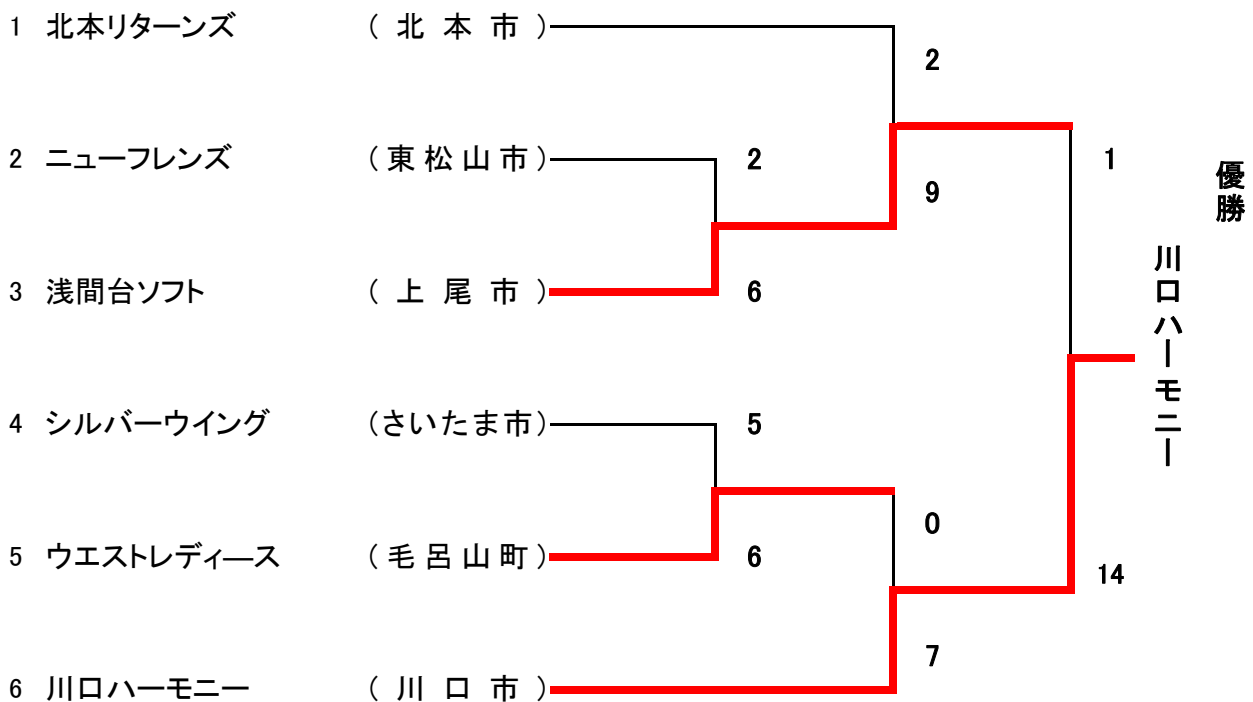 1 北本リターンズ (北本市)
2
2 ニューフレンズ (東松山市)
2
1
優勝
9
川口ハーモニー
3 浅間台ソフト (上尾市)
6
4 シルバーウイング (さいたま市)
5
0
5 ウエストレディース (毛呂山町)
6
14
7
6 川口ハーモニー (川口市)